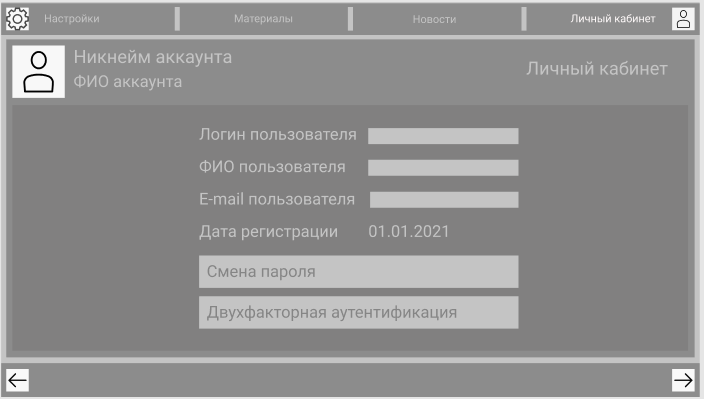 Настройки
Материалы
Новости
Личный кабинет
Никнейм аккаунта
ФИО аккаунта
Личный кабинет
Логин пользователя
ФИО пользователя
E-mail пользователя
Дата регистрации 01.01.2021
Смена пароля
Двухфакторная аутентификация